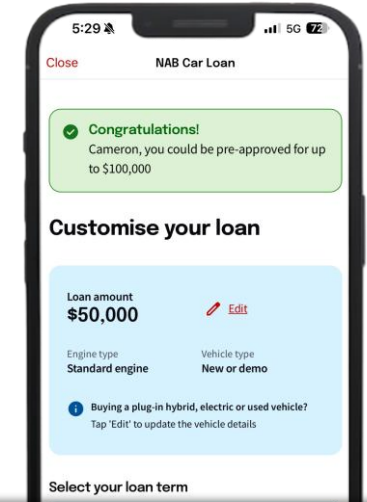 5:29 5G 72
Close NAB Car Loan
Congratulations!
Cameron, you could be pre-approved for up
to $100,000
Customise your loan
Loan amount
$50,000
Edit
Engine type
Standard engine
Vehicle type
New or demo
Buying a plug-in hybrid, electric or used vehicle?
Tap 'Edit' to update the vehicle details
Select your loan term